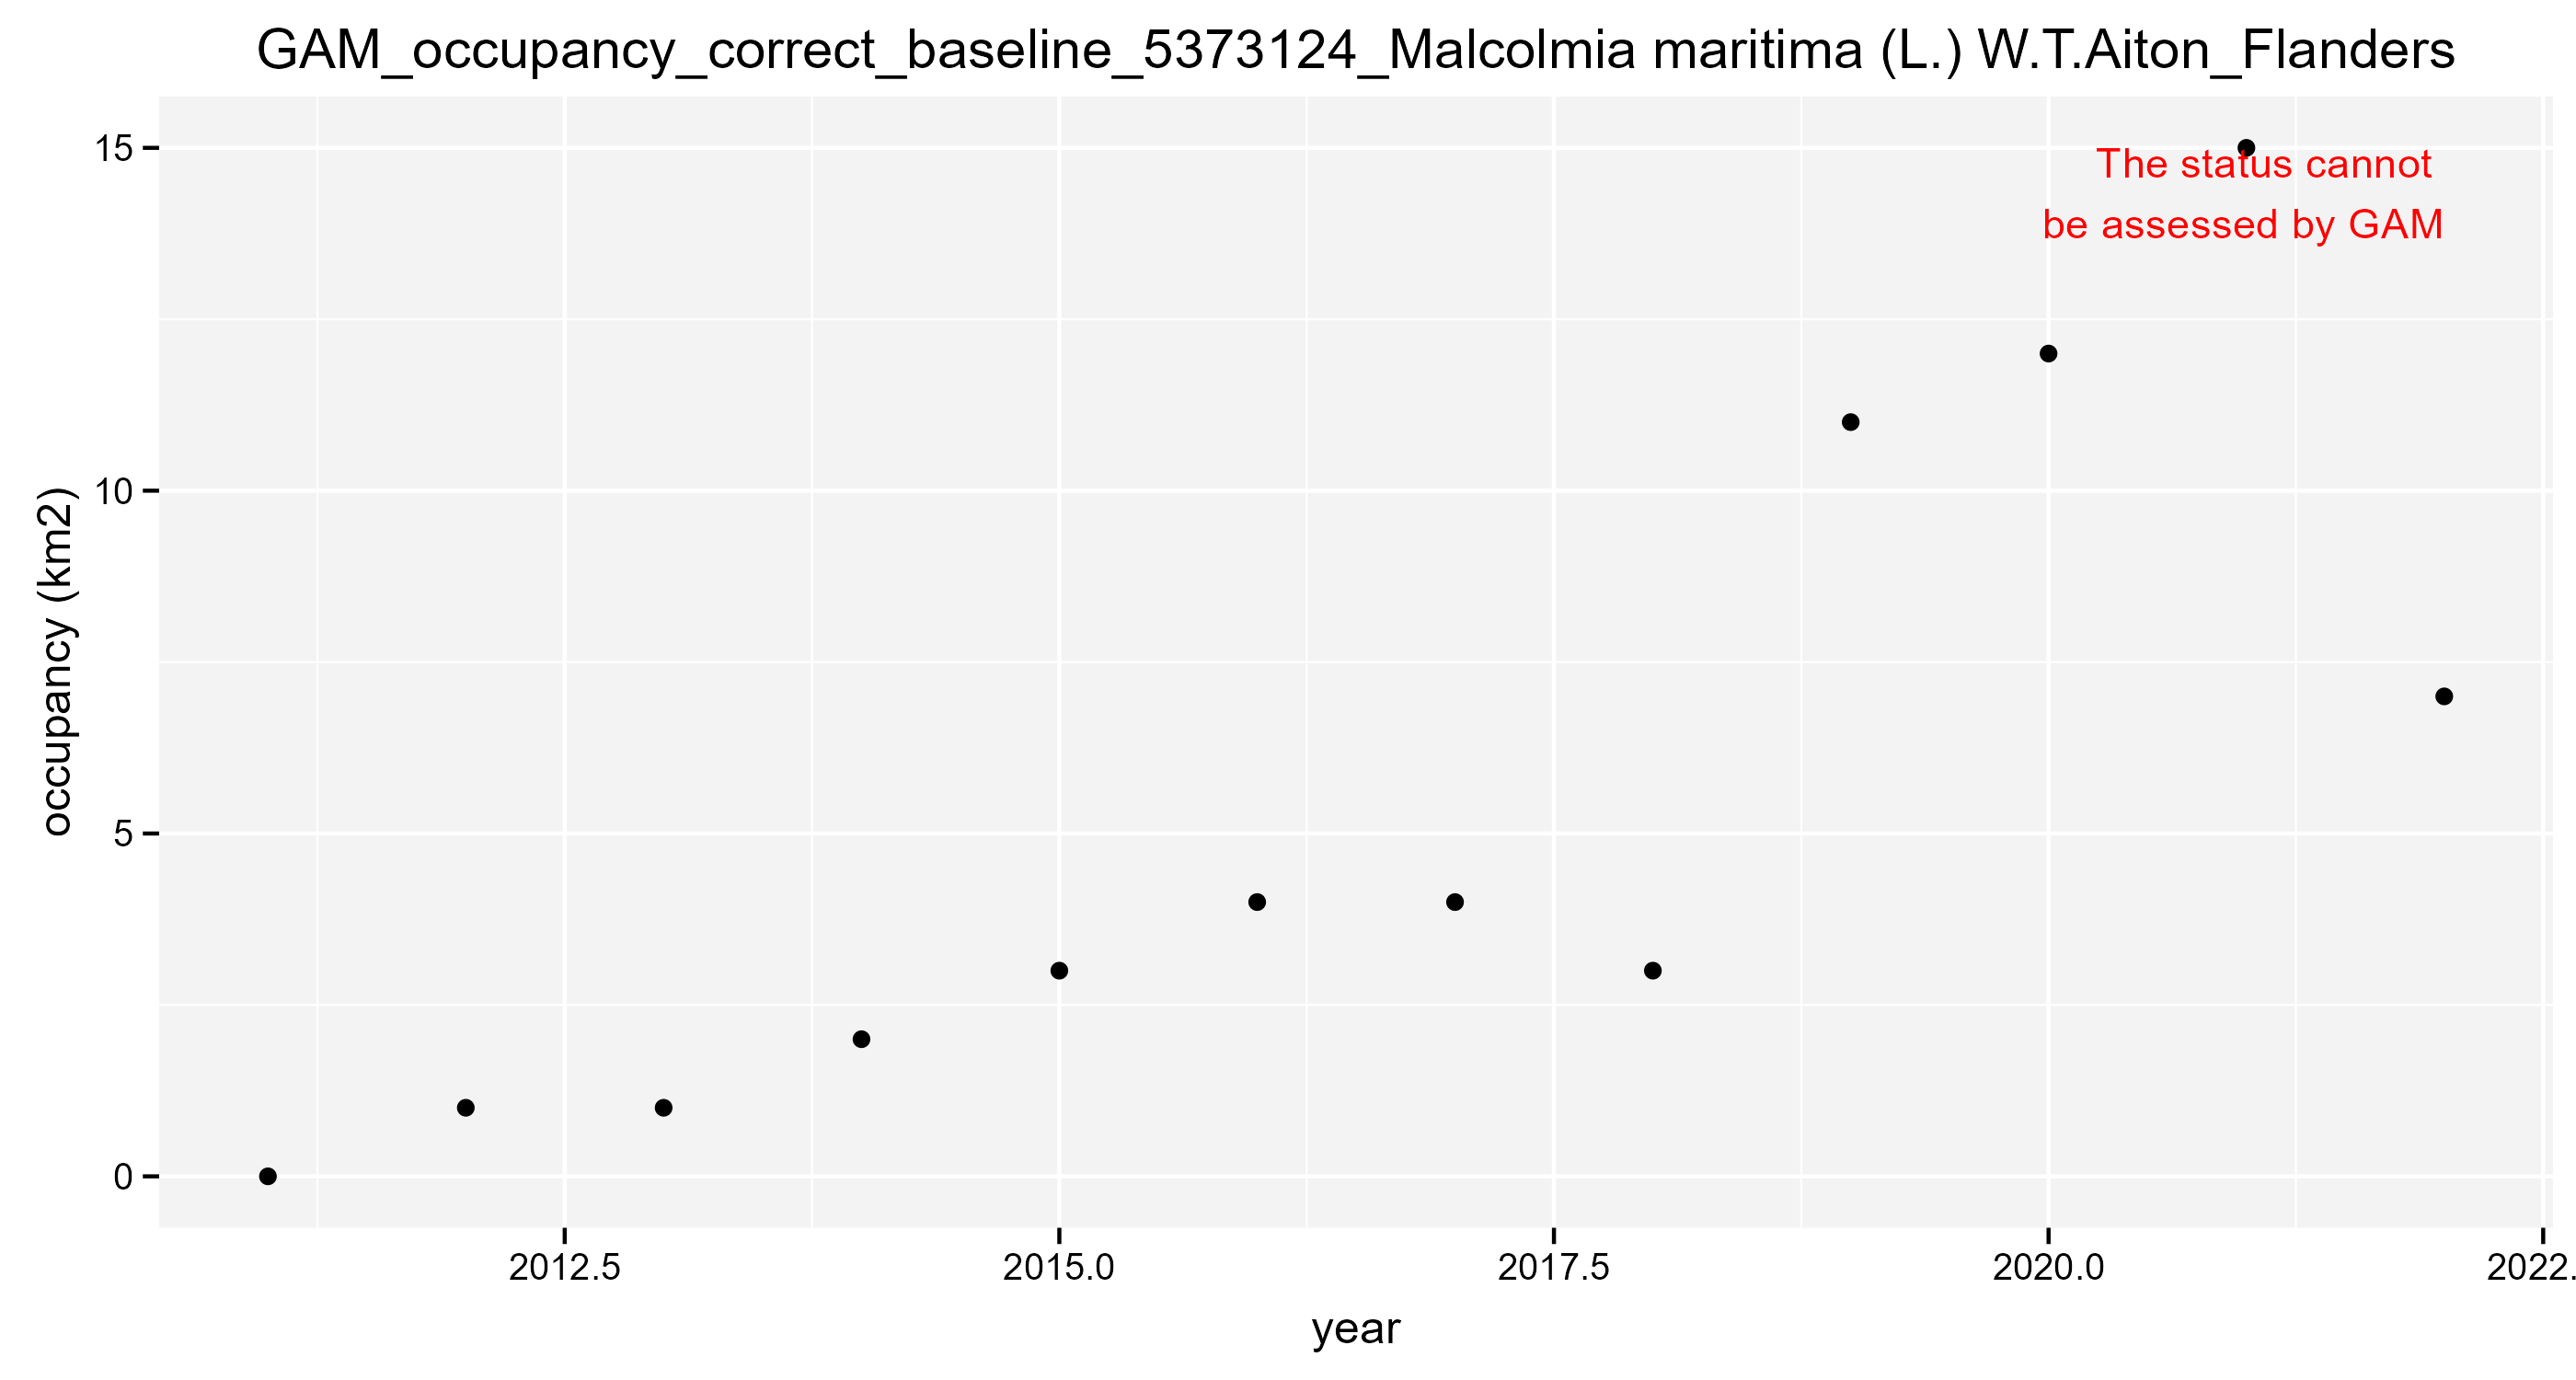 GAM_occupancy_correct_baseline_5373124_Malcolmia maritima (L.) W.T.Aiton_Flanders
15
The status cannot
be assessed by GAM
10
occupancy (km2)
5
0
2012.5 2015.0 2017.5 2020.0 2022.
year